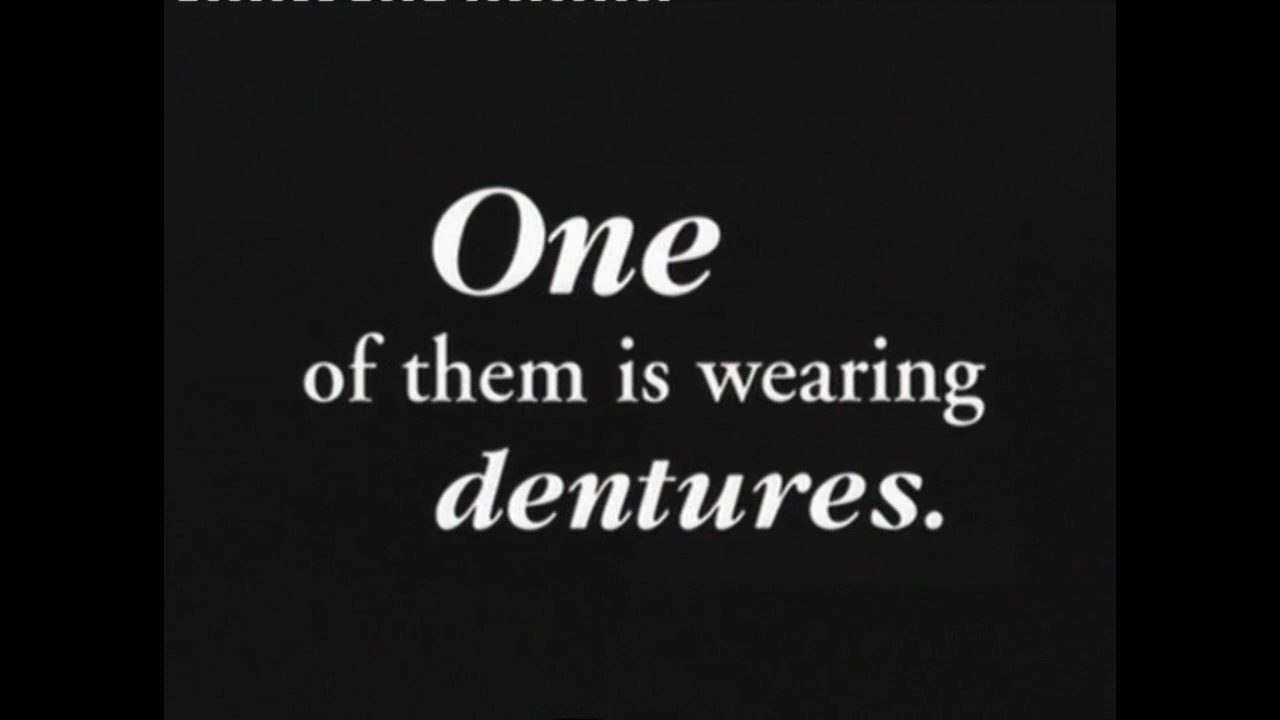 One
of them is wearing
dentures.